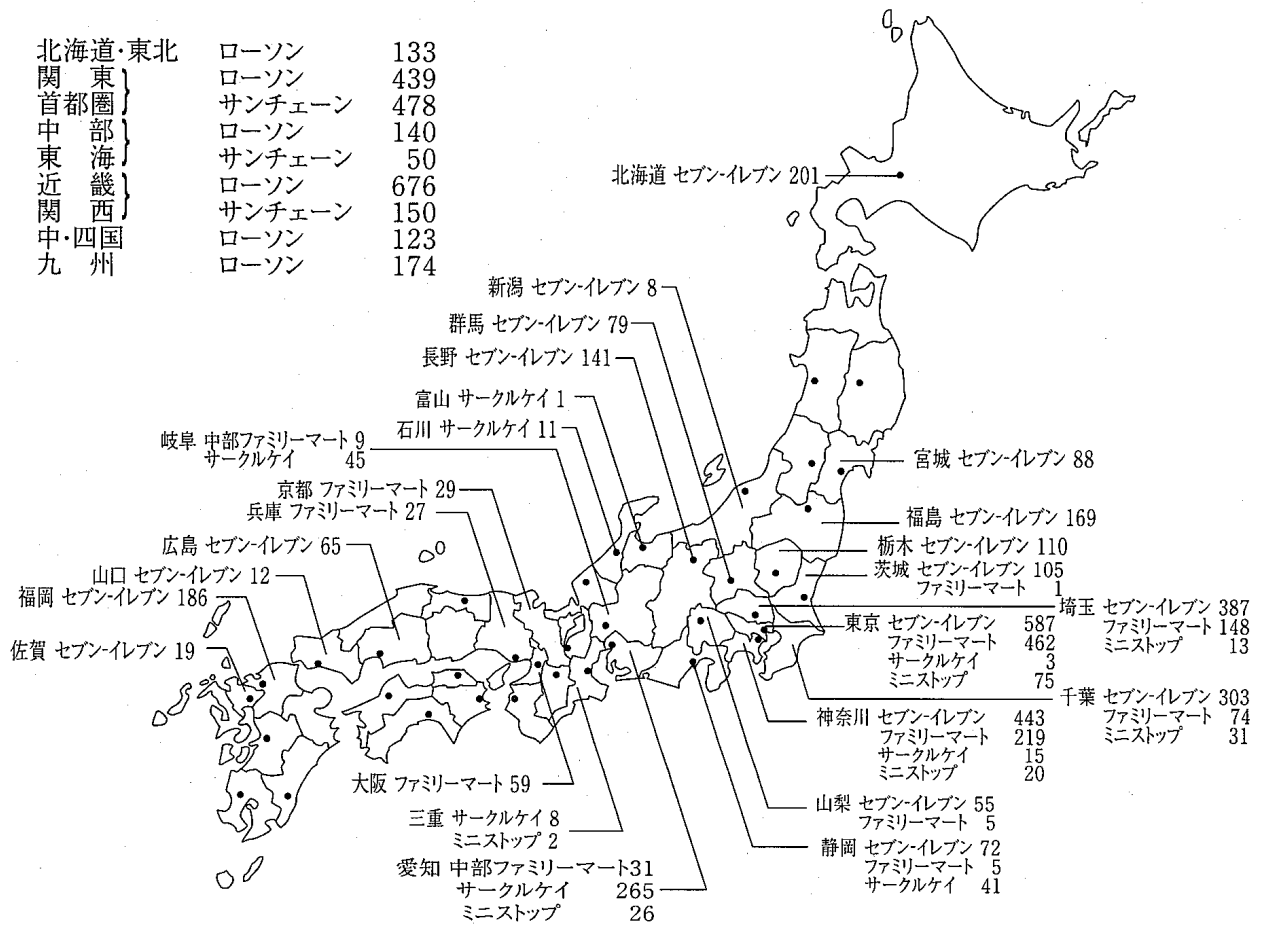 北海道・東北 ローソン 133
関東 ローソン 439
首都圏 サンチェーン 478
中部 ローソン 140
東海 サンチェーン 50
近畿 ローソン 676
関西 サンチェーン 150
中・四国 ローソン 123
九州 ローソン 174
北海道 セブン-イレブン 201
新潟 セブン-イレブン 8
群馬 セブン-イレブン 79
長野 セブン-イレブン 141
富山 サークルケイ 1
石川 サークルケイ 11
岐阜 中部ファミリーマート 9
サークルケイ 45
京都 ファミリーマート 29
兵庫 ファミリーマート 27
広島 セブン-イレブン 65
山口 セブン-イレブン 12
福岡 セブン-イレブン 186
佐賀 セブン-イレブン 19
宮城 セブン-イレブン 88
福島 セブン-イレブン 169
栃木 セブン-イレブン 110
茨城 セブン-イレブン 105
ファミリーマート 1
埼玉 セブン-イレブン 387
ファミリーマート 148
ミニストップ 13
東京 セブン-イレブン 587
ファミリーマート 462
サークルケイ 3
ミニストップ 75
千葉 セブン-イレブン 303
ファミリーマート 74
ミニストップ 31
神奈川 セブン-イレブン 443
ファミリーマート 219
サークルケイ 15
ミニストップ 20
山梨 セブン-イレブン 55
ファミリーマート 5
静岡 セブン-イレブン 72
ファミリーマート 5
サークルケイ 41
大阪 ファミリーマート 59
三重 サークルケイ 8
ミニストップ 2
愛知 中部ファミリーマート31
サークルケイ 265
ミニストップ 26